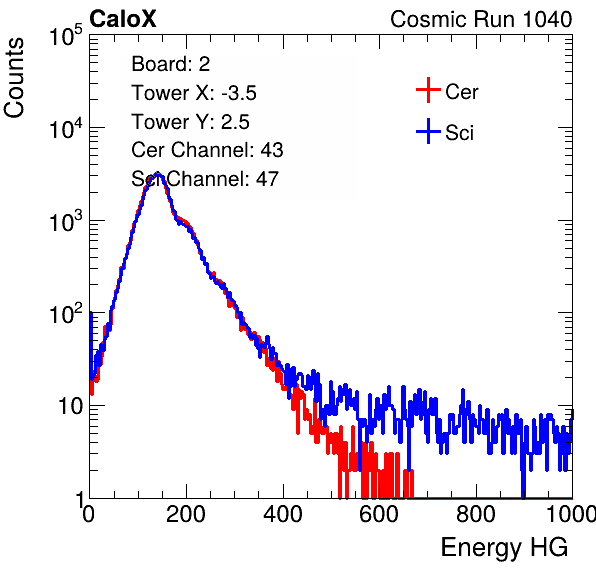 CaloX Cosmic Run 1040
Counts
Board: 2
Tower X: -3.5
Tower Y: 2.5
Cer Channel: 43
Sci Channel: 47
Cer
Sci
10^5
10^4
10^3
10^2
10
1
0 200 400 600 800 1000
Energy HG